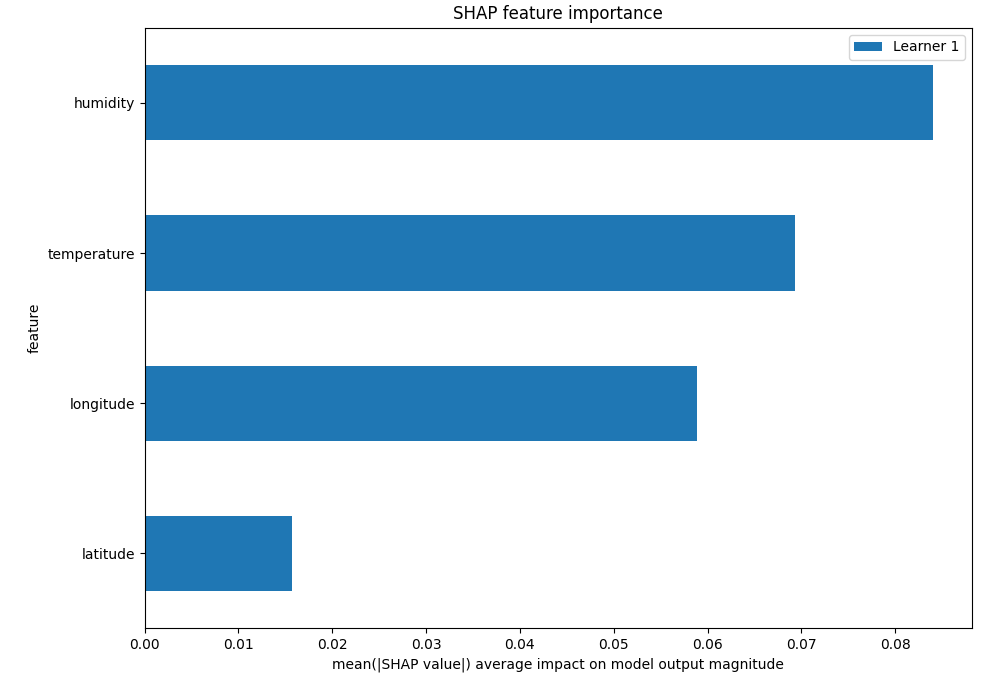 SHAP feature importance
Learner 1
humidity
temperature
longitude
latitude
feature
0.00 0.01 0.02 0.03 0.04 0.05 0.06 0.07 0.08
mean(|SHAP value|) average impact on model output magnitude